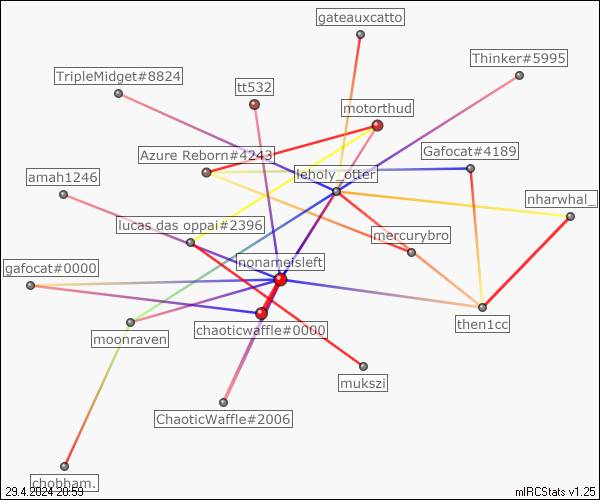 gateauxcatto
Thinker#5995
TripleMidget#8824
tt532
motorthud
Azure Reborn#4243
Gafocat#4189
leholy_otter
amah1246
nharwhal_
lucas das oppai#2396
mercurybro
nonameisleft
gafocat#0000
chaoticwaffle#0000
then1cc
moonraven
mukszi
ChaoticWaffle#2006
chobham.
29.4.2024 20:59
mIRCStats v1.25